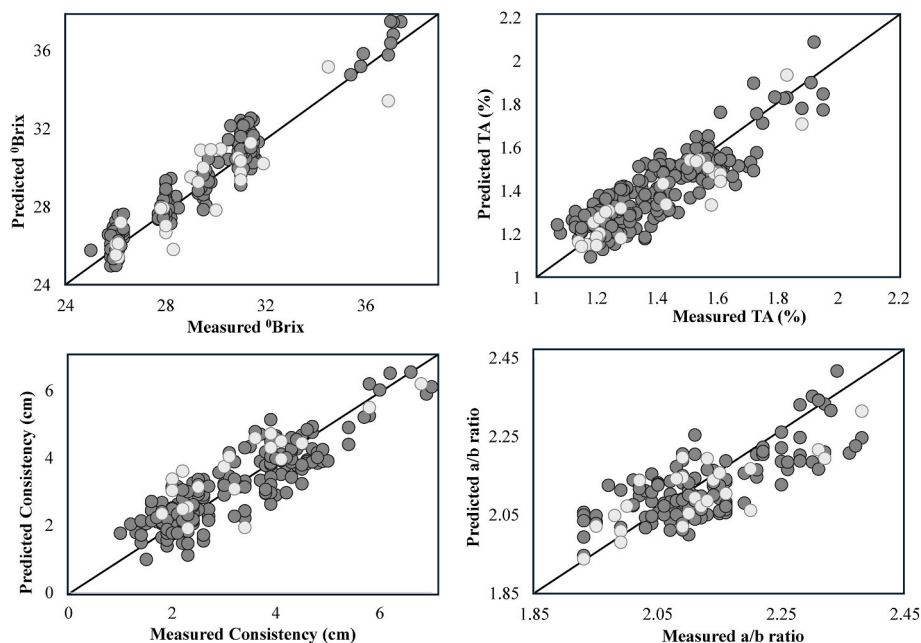 Predicted ⁰Brix
36
32
28
24
24 28 32 36
Measured ⁰Brix
Predicted TA (%)
2.2
2
1.8
1.6
1.4
1.2
1
1 1.2 1.4 1.6 1.8 2 2.2
Measured TA (%)
Predicted Consistency (cm)
6
4
2
0
0 2 4 6
Measured Consistency (cm)
Predicted a/b ratio
2.45
2.25
2.05
1.85
1.85 2.05 2.25 2.45
Measured a/b ratio